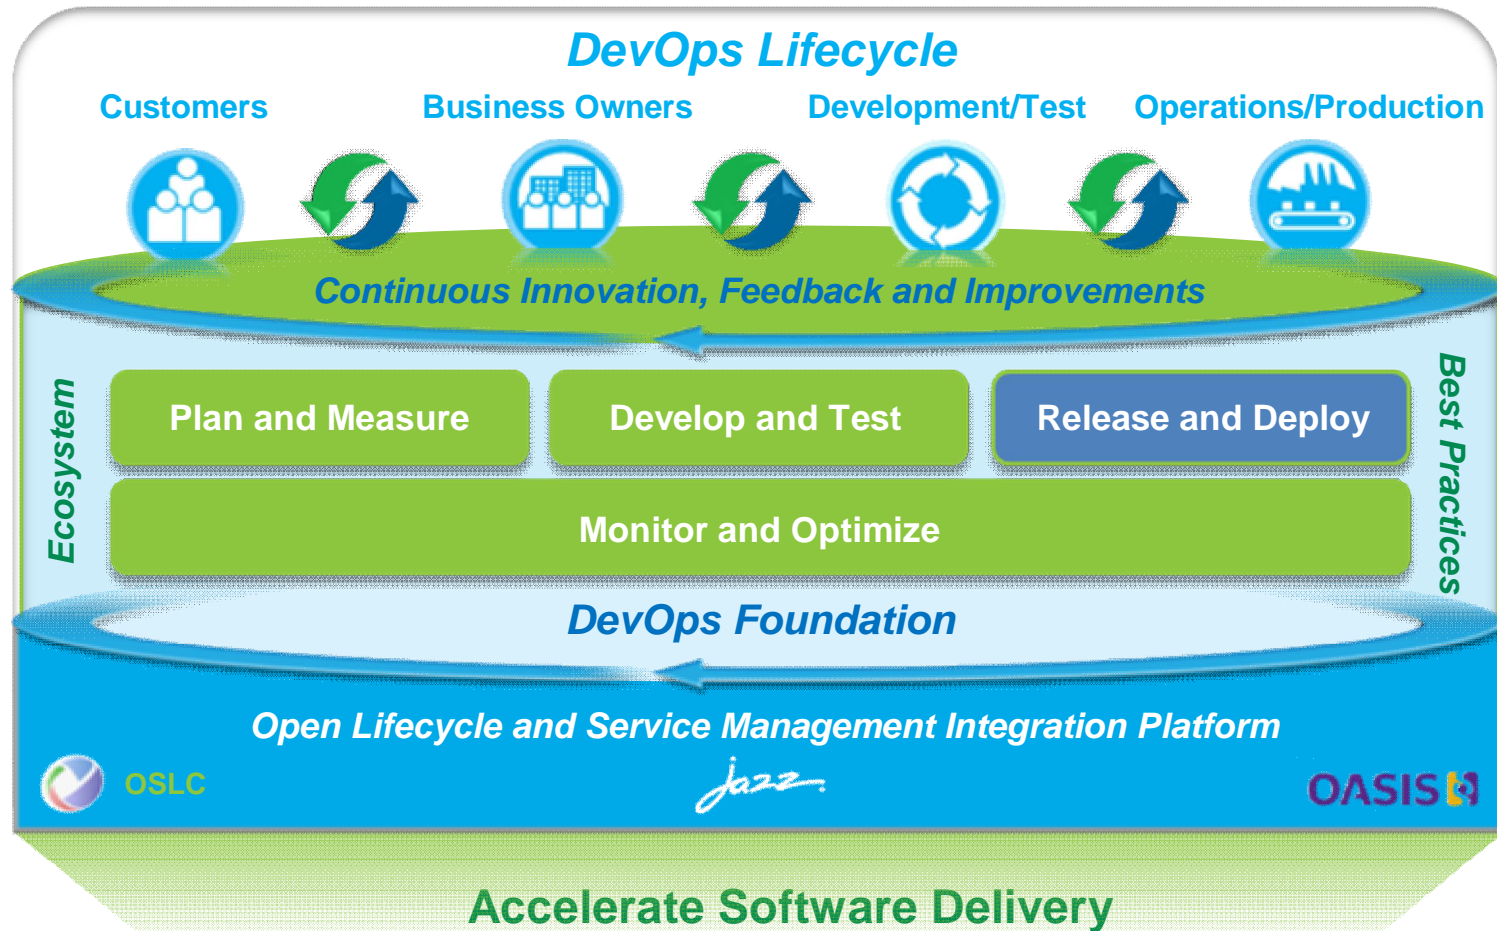 DevOps Lifecycle
Customers
Business Owners
Development/Test
Operations/Production
Continuous Innovation, Feedback and Improvements
Ecosystem
Plan and Measure
Develop and Test
Release and Deploy
Best Practices
Monitor and Optimize
DevOps Foundation
Open Lifecycle and Service Management Integration Platform
OSLC
jazz
OASIS
Accelerate Software Delivery